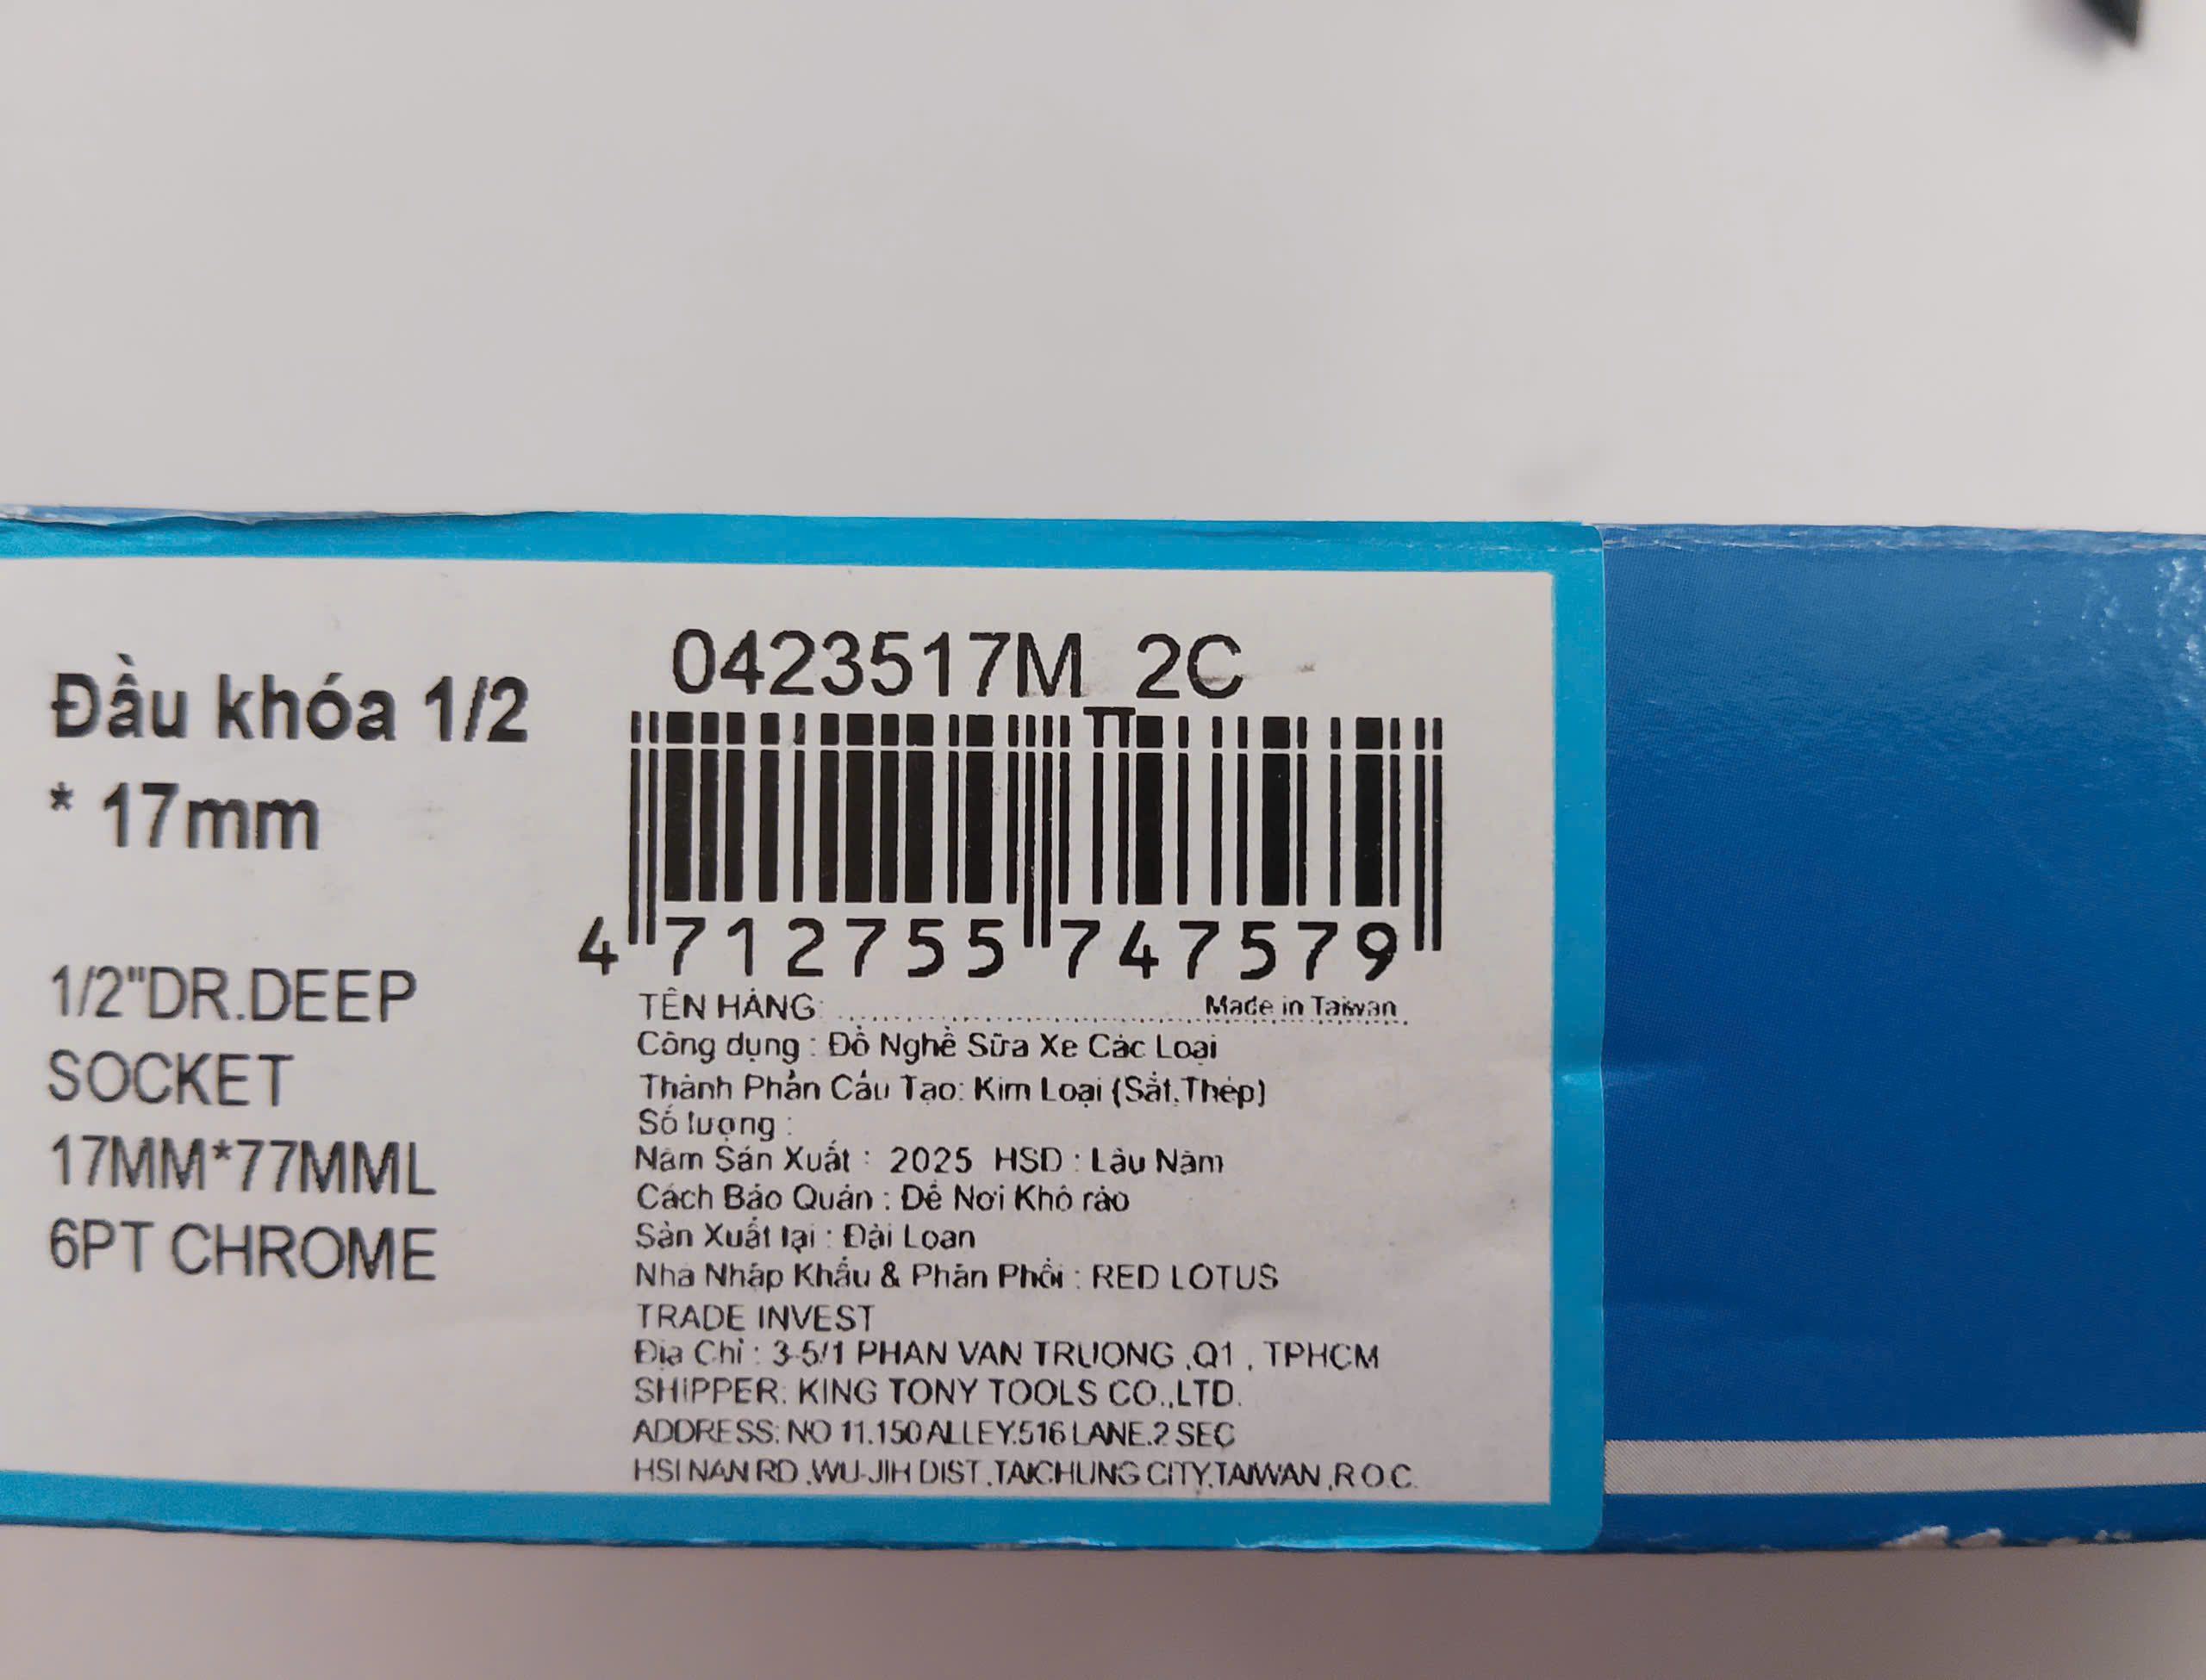 Đầu khóa 1/2
* 17mm
1/2"DR.DEEP
SOCKET
17MM*77MML
6PT CHROME
0423517M 2C
4 712755 747579
TÊN HÀNG: Made in Taiwan
Công dụng : Đồ Nghề Sữa Xe Các Loại
Thành Phần Cấu Tạo: Kim Loại (Sắt,Thép)
Số lượng :
Năm Sản Xuất : 2025 HSD : Lâu Năm
Cách Bảo Quản : Để Nơi Khô ráo
Sản Xuất tại : Đài Loan
Nhà Nhập Khẩu & Phân Phối : RED LOTUS
TRADE INVEST
Địa Chỉ : 3-5/1 PHAN VAN TRUONG ,Q1 , TPHCM
SHIPPER: KING TONY TOOLS CO.,LTD.
ADDRESS: NO 11.150 ALLEY.516 LANE.2 SEC
HSI NAN RD .WU-JIH DIST .TAICHUNG CITY.TAIWAN ,R O.C.